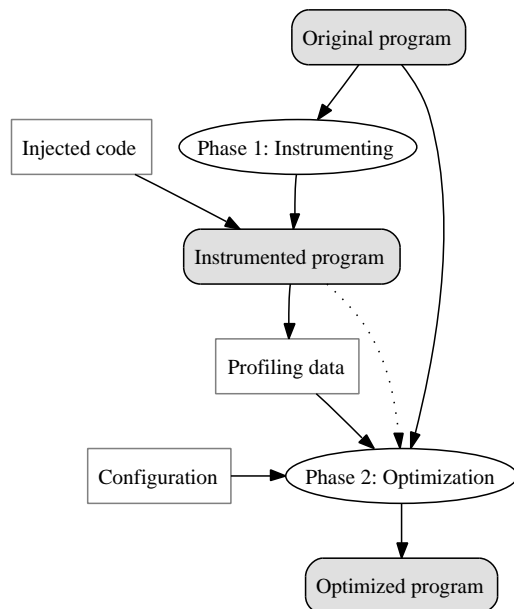 Original program
Injected code
Phase 1: Instrumenting
Instrumented program
Profiling data
Configuration
Phase 2: Optimization
Optimized program